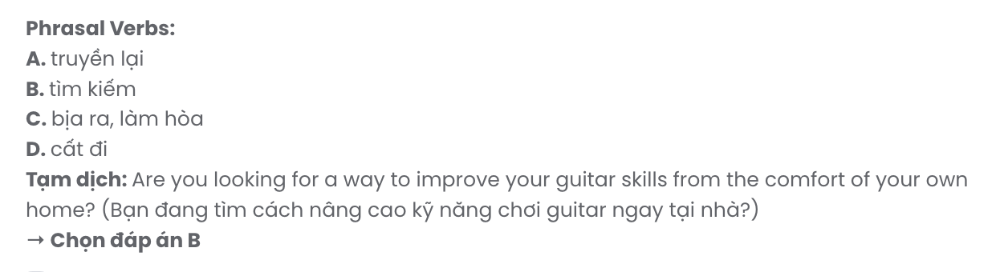 Phrasal Verbs:
A. truyền lại
B. tìm kiếm
C. bịa ra, làm hòa
D. cất đi
Tạm dịch: Are you looking for a way to improve your guitar skills from the comfort of your own
home? (Bạn đang tìm cách nâng cao kỹ năng chơi guitar ngay tại nhà?)
→ Chọn đáp án B